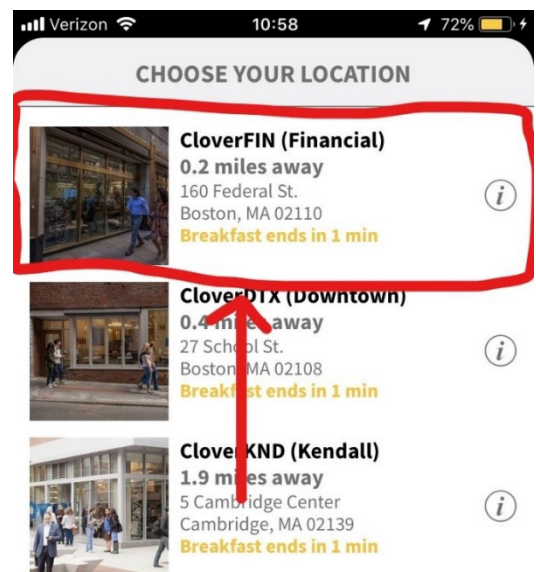 Verizon 10:58 72%
CHOOSE YOUR LOCATION
CloverFIN (Financial)
0.2 miles away
160 Federal St.
Boston, MA 02110
Breakfast ends in 1 min
CloverDTX (Downtown)
0.4 miles away
27 School St.
Boston, MA 02108
Breakfast ends in 1 min
CloverKND (Kendall)
1.9 miles away
5 Cambridge Center
Cambridge, MA 02139
Breakfast ends in 1 min